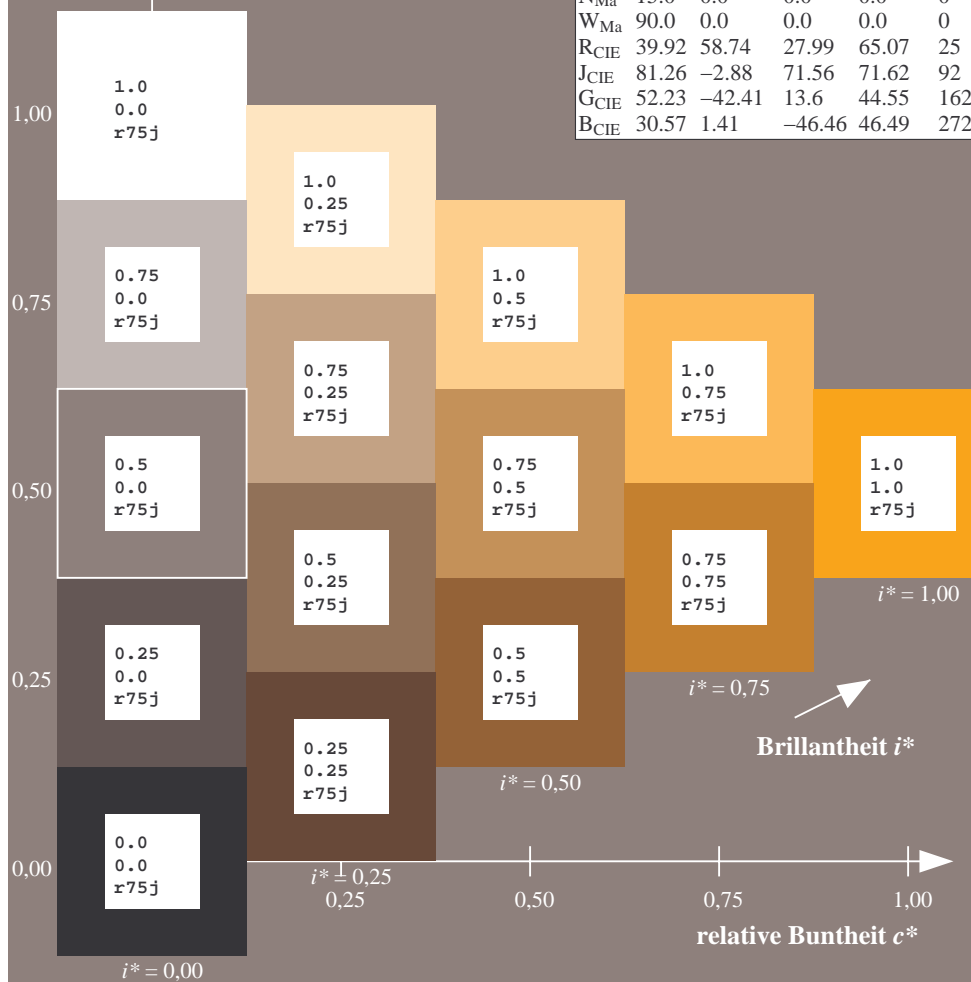 W_Ma 90.0 0.0 0.0 0.0 0
R_CIE 39.92 58.74 27.99 65.07 25
J_CIE 81.26 –2.88 71.56 71.62 92
G_CIE 52.23 –42.41 13.6 44.55 162
B_CIE 30.57 1.41 –46.46 46.49 272
1,00
1.0
0.0
r75j
1.0
0.25
r75j
0,75
0.75
0.0
r75j
1.0
0.5
r75j
0.75
0.25
r75j
1.0
0.75
r75j
0,50
0.5
0.0
r75j
0.75
0.5
r75j
1.0
1.0
r75j
0.5
0.25
r75j
0.75
0.75
r75j
i* = 1,00
0,25
0.25
0.0
r75j
0.5
0.5
r75j
i* = 0,75
Brillantheit i*
0.25
0.25
r75j
i* = 0,50
0,00
0.0
0.0
r75j
i* = 0,25
0,25
0,50
0,75
1,00
relative Buntheit c*
i* = 0,00